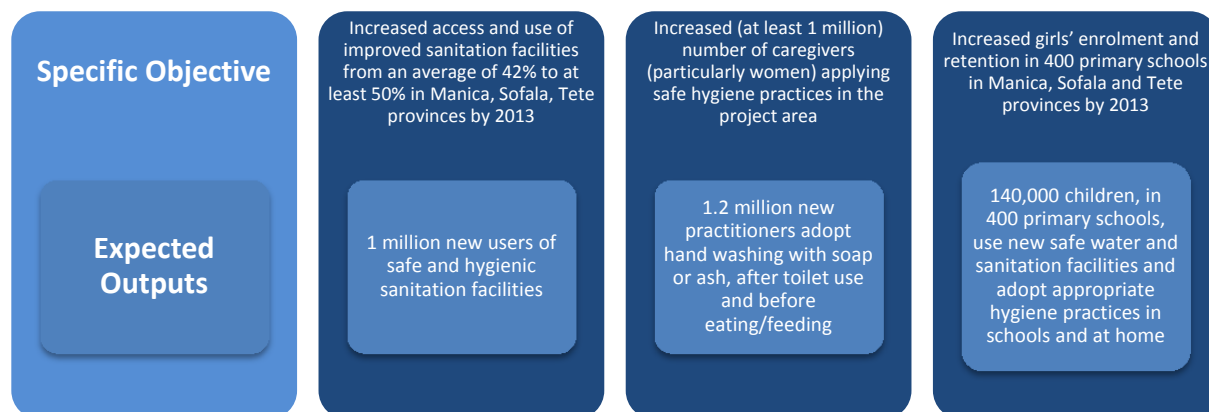 Specific Objective
Expected
Outputs
Increased access and use of
improved sanitation facilities
from an average of 42% to at
least 50% in Manica, Sofala, Tete
provinces by 2013
1 million new users of
safe and hygienic
sanitation facilities
Increased (at least 1 million)
number of caregivers
(particularly women) applying
safe hygiene practices in the
project area
1.2 million new
practitioners adopt
hand washing with soap
or ash, after toilet use
and before
eating/feeding
Increased girls’ enrolment and
retention in 400 primary schools
in Manica, Sofala and Tete
provinces by 2013
140,000 children, in
400 primary schools,
use new safe water and
sanitation facilities and
adopt appropriate
hygiene practices in
schools and at home